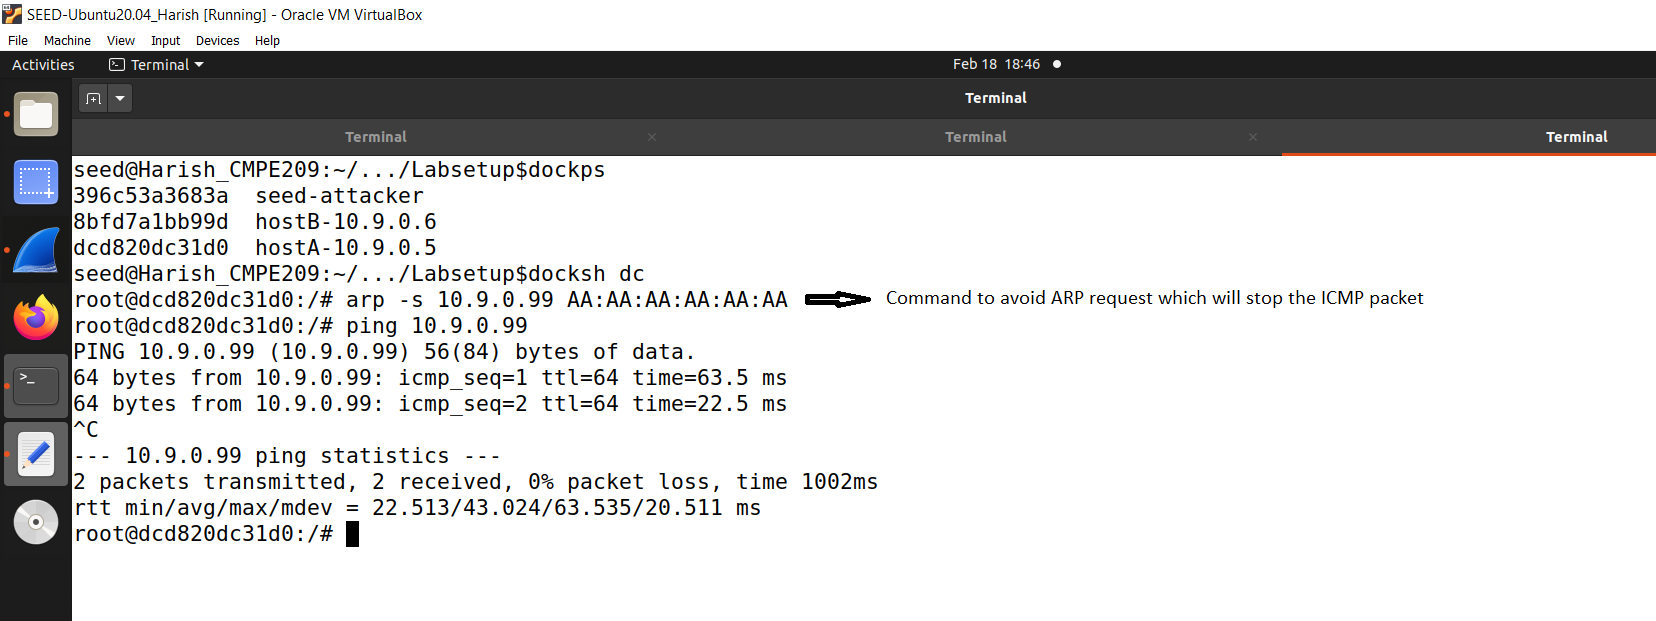 SEED-Ubuntu20.04_Harish [Running] - Oracle VM VirtualBox
File Machine View Input Devices Help
Activities Terminal Feb 18 18:46
Terminal
Terminal × Terminal × Terminal
seed@Harish_CMPE209:~/.../Labsetup$dockps
396c53a3683a  seed-attacker
8bfd7a1bb99d  hostB-10.9.0.6
dcd820dc31d0  hostA-10.9.0.5
seed@Harish_CMPE209:~/.../Labsetup$docksh dc
root@dcd820dc31d0:/# arp -s 10.9.0.99 AA:AA:AA:AA:AA:AA Command to avoid ARP request which will stop the ICMP packet
root@dcd820dc31d0:/# ping 10.9.0.99
PING 10.9.0.99 (10.9.0.99) 56(84) bytes of data.
64 bytes from 10.9.0.99: icmp_seq=1 ttl=64 time=63.5 ms
64 bytes from 10.9.0.99: icmp_seq=2 ttl=64 time=22.5 ms
^C
--- 10.9.0.99 ping statistics ---
2 packets transmitted, 2 received, 0% packet loss, time 1002ms
rtt min/avg/max/mdev = 22.513/43.024/63.535/20.511 ms
root@dcd820dc31d0:/#